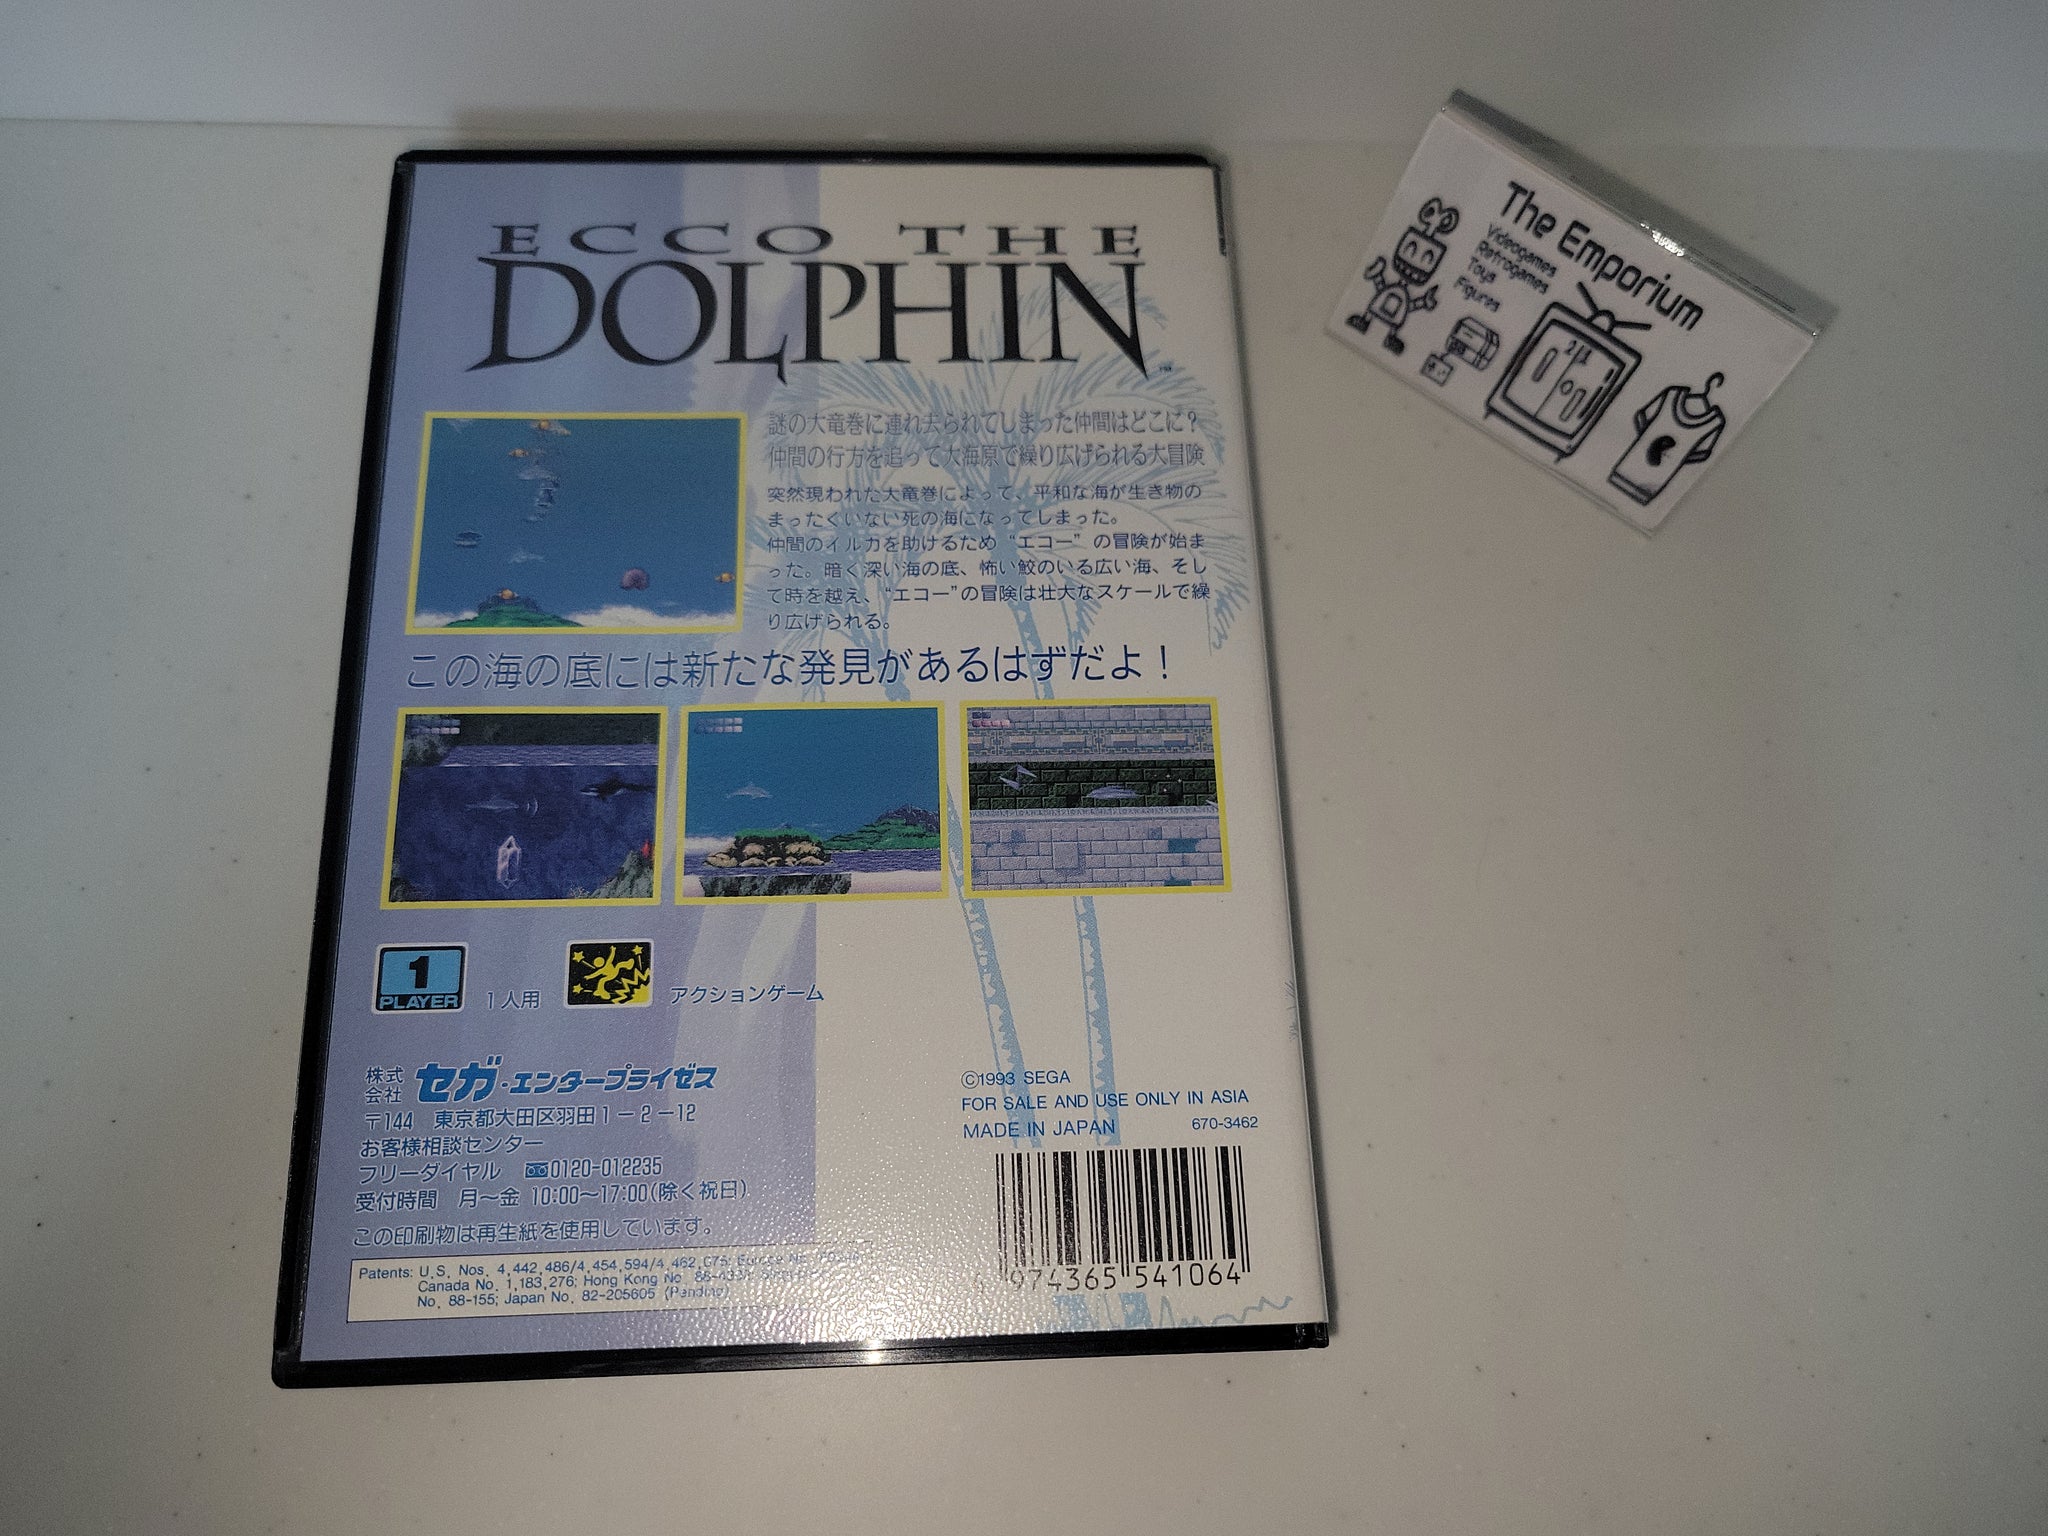 ECCO THE
DOLPHIN
TM
謎の大竜巻に連れ去られてしまった仲間はどこに?
仲間の行方を追って大海原で繰り広げられる大冒険
突然現われた大竜巻によって、平和な海が生き物の
まったくいない死の海になってしまった。
仲間のイルカを助けるため“エコー”の冒険が始ま
った。暗く深い海の底、怖い鮫のいる広い海、そし
て時を越え、“エコー”の冒険は壮大なスケールで繰
り広げられる。
この海の底には新たな発見があるはずだよ!
1
PLAYER
1人用
アクションゲーム
株式
会社
セガ・エンタープライゼス
〒144 東京都大田区羽田1-2-12
お客様相談センター
フリーダイヤル 0120-012235
受付時間 月〜金 10:00〜17:00(除く祝日)
この印刷物は再生紙を使用しています。
Patents: U.S. Nos. 4,442,486/4,454,594/4,462,076; Europe No.
Canada No. 1,183,276; Hong Kong No. 88-4302;
No. 88-155; Japan No. 82-205605 (Pending)
©1993 SEGA
FOR SALE AND USE ONLY IN ASIA
MADE IN JAPAN 670-3462
974365 541064
The Emporium
Videogames
Retrogames
Toys
Figures